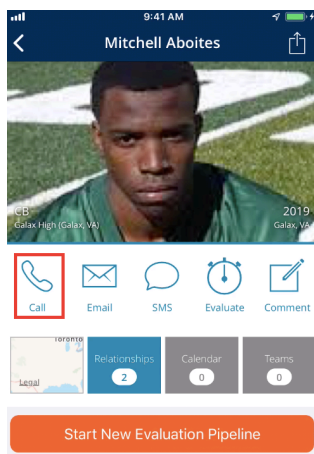 9:41 AM
Mitchell Aboites
CB 2019
Galax High (Galax, VA) Galax, VA
Call Email SMS Evaluate Comment
Toronto
Relationships Calendar Teams
2 0 0
Legal
Start New Evaluation Pipeline